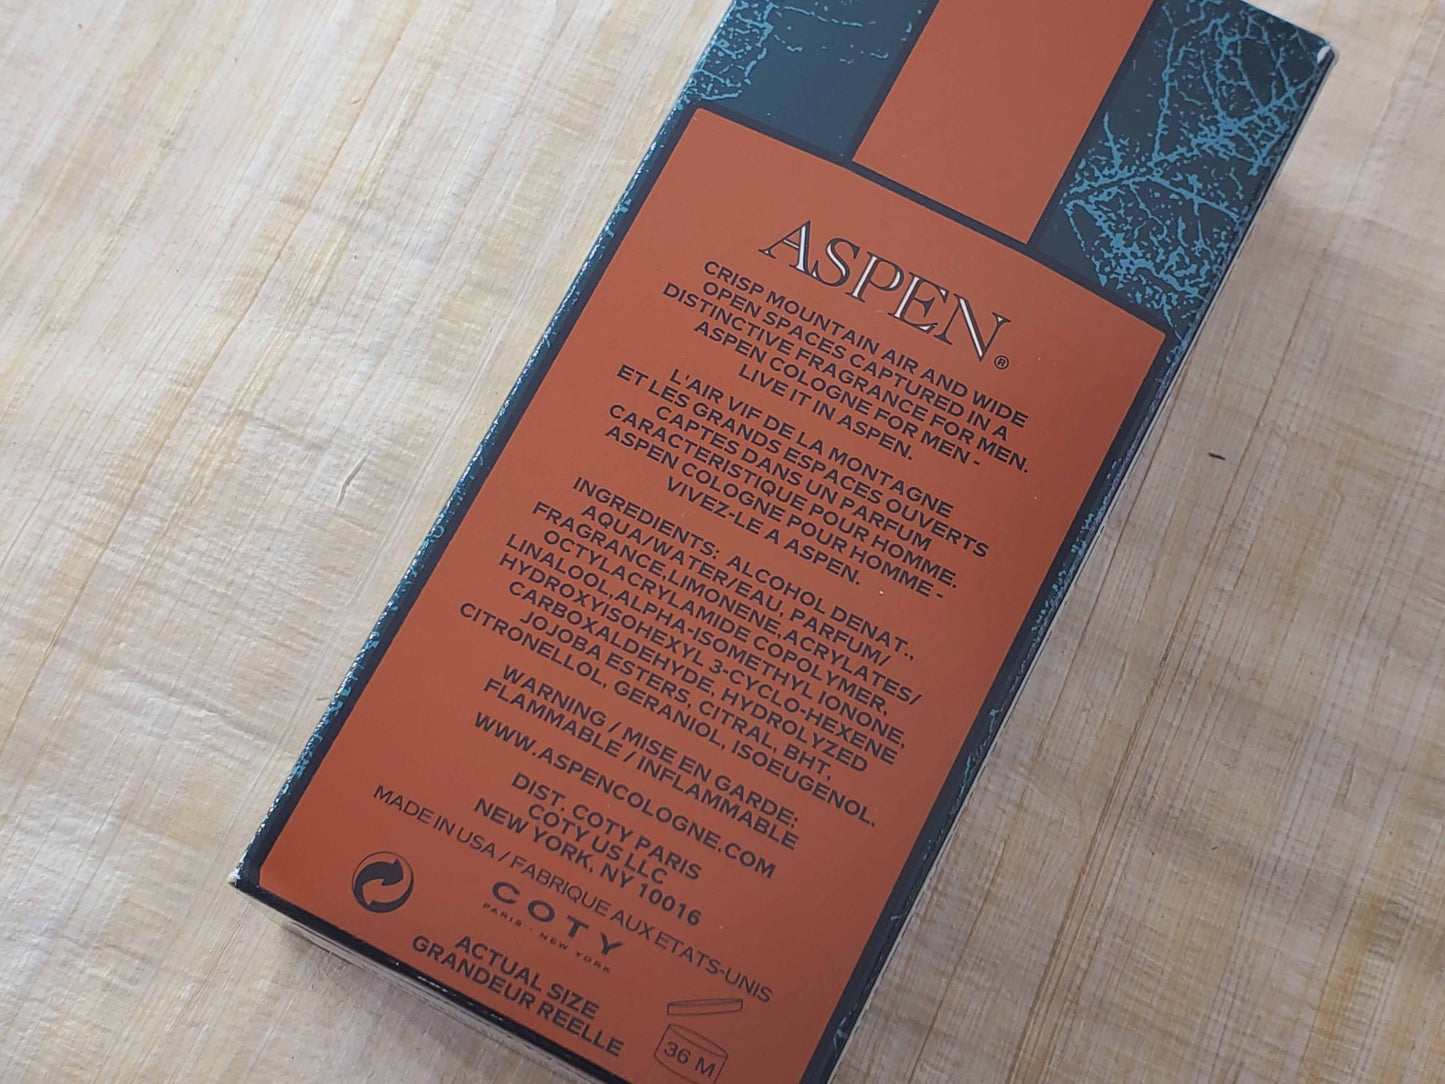 ASPEN®
CRISP MOUNTAIN AIR AND WIDE
OPEN SPACES CAPTURED IN A
DISTINCTIVE FRAGRANCE FOR MEN.
ASPEN COLOGNE FOR MEN -
LIVE IT IN ASPEN.
L'AIR VIF DE LA MONTAGNE
ET LES GRANDS ESPACES OUVERTS
CAPTES DANS UN PARFUM
CARACTERISTIQUE POUR HOMME.
ASPEN COLOGNE POUR HOMME -
VIVEZ-LE A ASPEN.
INGREDIENTS: ALCOHOL DENAT.,
AQUA/WATER/EAU, PARFUM/
FRAGRANCE,LIMONENE,ACRYLATES/
OCTYLACRYLAMIDE COPOLYMER,
LINALOOL,ALPHA-ISOMETHYL IONON,
HYDROXYISOHEXYL 3-CYCLO-HEXENE
CARBOXALDEHYDE, HYDROLYZED
JOJOBA ESTERS, CITRAL, BHT,
CITRONELLOL, GERANIOL, ISOEUGENOL.
WARNING / MISE EN GARDE:
FLAMMABLE / INFLAMMABLE
WWW.ASPENCOLOGNE.COM
DIST. COTY PARIS
COTY US LLC
NEW YORK, NY 10016
MADE IN USA / FABRIQUE AUX ETATS-UNIS
COTY
PARIS - NEW YORK
ACTUAL SIZE
GRANDEUR REELLE
36 M